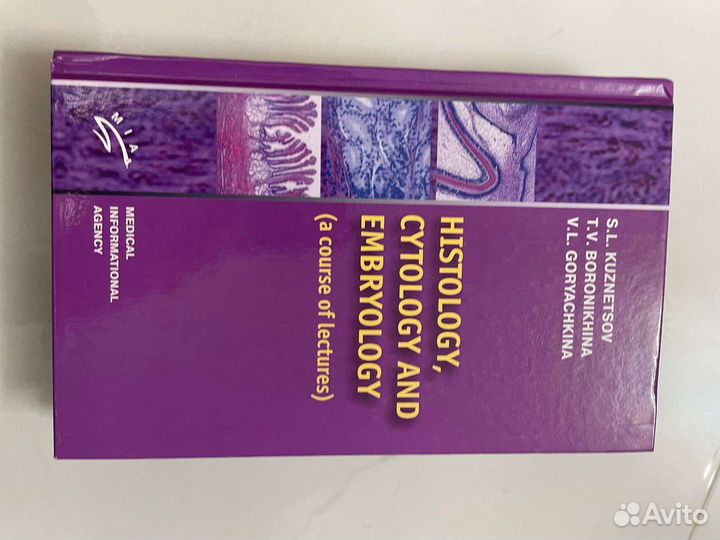 S.L. KUZNETSOV
T.V. BORONIKHINA
V.L. GORYACHKINA
HISTOLOGY,
CYTOLOGY AND
EMBRYOLOGY
(a course of lectures)
MIA
MEDICAL
INFORMATIONAL
AGENCY
Avito